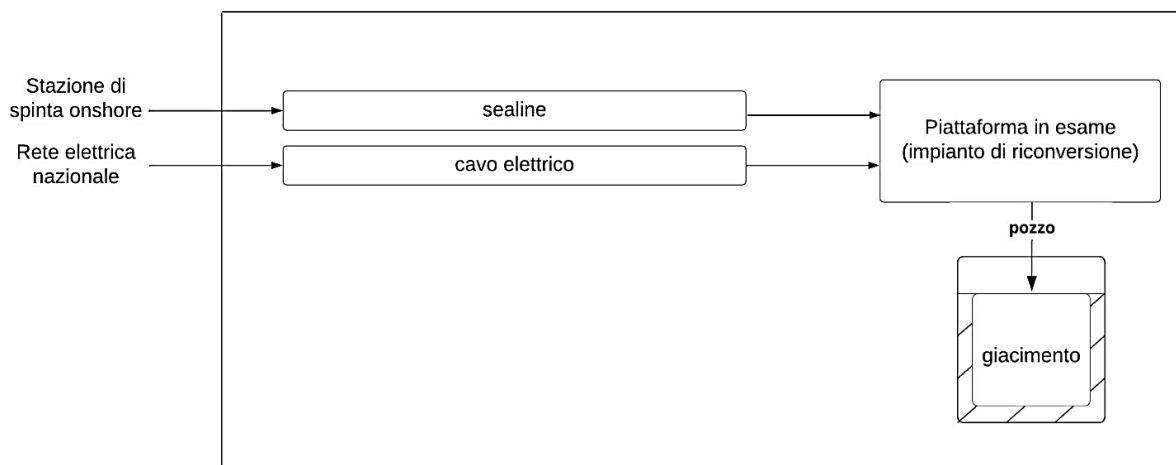 Stazione di
spinta onshore
sealine
Piattaforma in esame
(impianto di riconversione)
Rete elettrica
nazionale
cavo elettrico
pozzo
giacimento